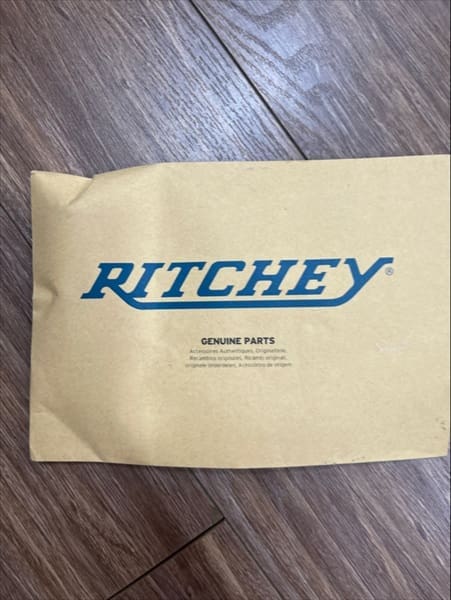 RITCHEY®
GENUINE PARTS
Accessoires Authentiques, Originalteile,
Recambios originales, Ricambi originali,
originele onderdelen, Acessórios de origem